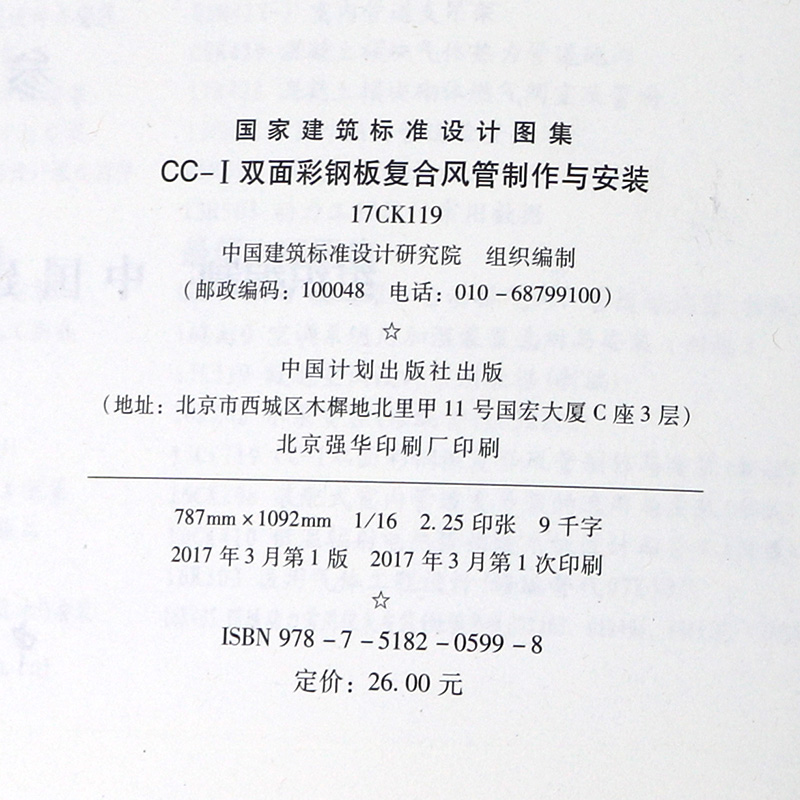 国家建筑标准设计图集
CC-Ⅰ双面彩钢板复合风管制作与安装
17CK119
中国建筑标准设计研究院 组织编制
(邮政编码：100048 电话：010-68799100)
☆
中国计划出版社出版
(地址：北京市西城区木樨地北里甲11号国宏大厦C座3层)
北京强华印刷厂印刷
787mm×1092mm 1/16 2.25印张 9千字
2017年3月第1版 2017年3月第1次印刷
☆
ISBN 978-7-5182-0599-8
定价：26.00元